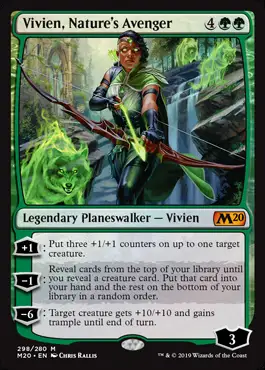 Vivien, Nature's Avenger 4
Legendary Planeswalker — Vivien M20
+1: Put three +1/+1 counters on up to one target
creature.
Reveal cards from the top of your library until
−1: you reveal a creature card. Put that card into
your hand and the rest on the bottom of your
library in a random order.
−6: Target creature gets +10/+10 and gains
trample until end of turn.
3
298/280 M
M20 • EN Chris Rallis ™ & © 2019 Wizards of the Coast